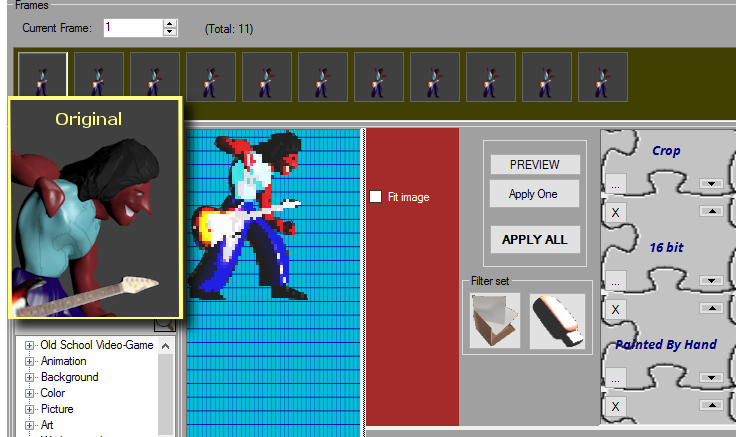 Frames
Current Frame: 1 (Total: 11)
Original
Fit image
PREVIEW
Apply One
APPLY ALL
Filter set
Crop
...
X
16 bit
...
X
Painted By Hand
...
X
Old School Video-Game
Animation
Background
Color
Picture
Art